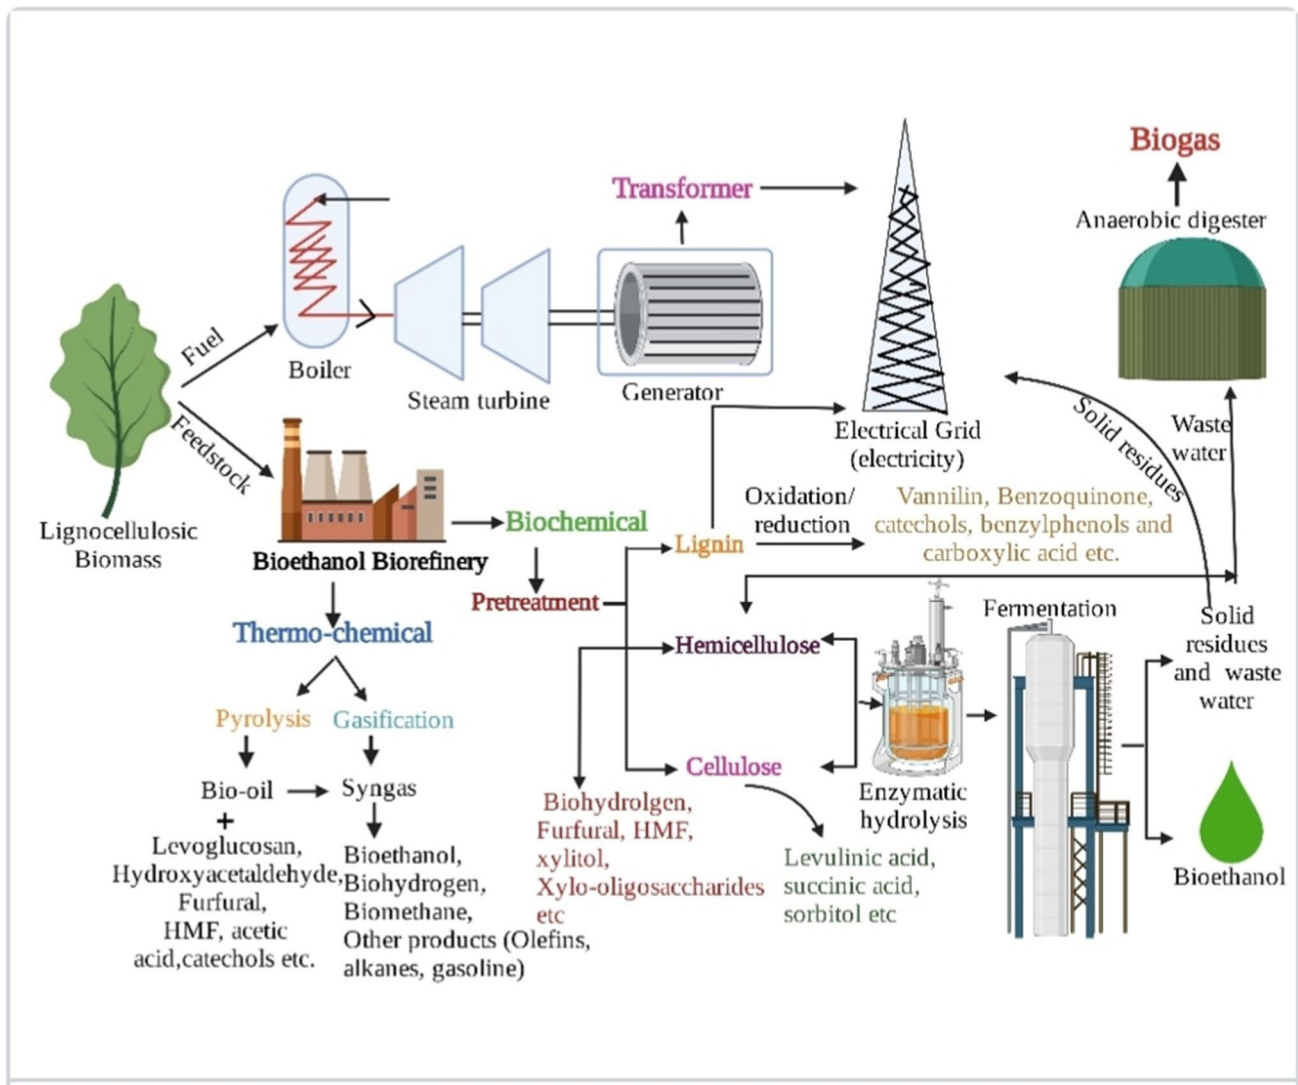 Biogas
Transformer
Anaerobic digester
Fuel
Boiler
Steam turbine
Generator
Electrical Grid
(electricity)
Solid residues
Waste
water
Feedstock
Lignocellulosic
Biomass
Bioethanol Biorefinery
Biochemical
Oxidation/
reduction
Lignin
Vannilin, Benzoquinone,
catechols, benzylphenols and
carboxylic acid etc.
Pretreatment
Fermentation
Thermo-chemical
Hemicellulose
Solid
residues
and waste
water
Pyrolysis
Gasification
Cellulose
Bio-oil
Syngas
+
Levoglucosan,
Hydroxyacetaldehyde,
Furfural,
HMF, acetic
acid,catechols etc.
Bioethanol,
Biohydrogen,
Biomethane,
Other products (Olefins,
alkanes, gasoline)
Biohydrolgen,
Furfural, HMF,
xylitol,
Xylo-oligosaccharides
etc
Levulinic acid,
succinic acid,
sorbitol etc
Enzymatic
hydrolysis
Bioethanol